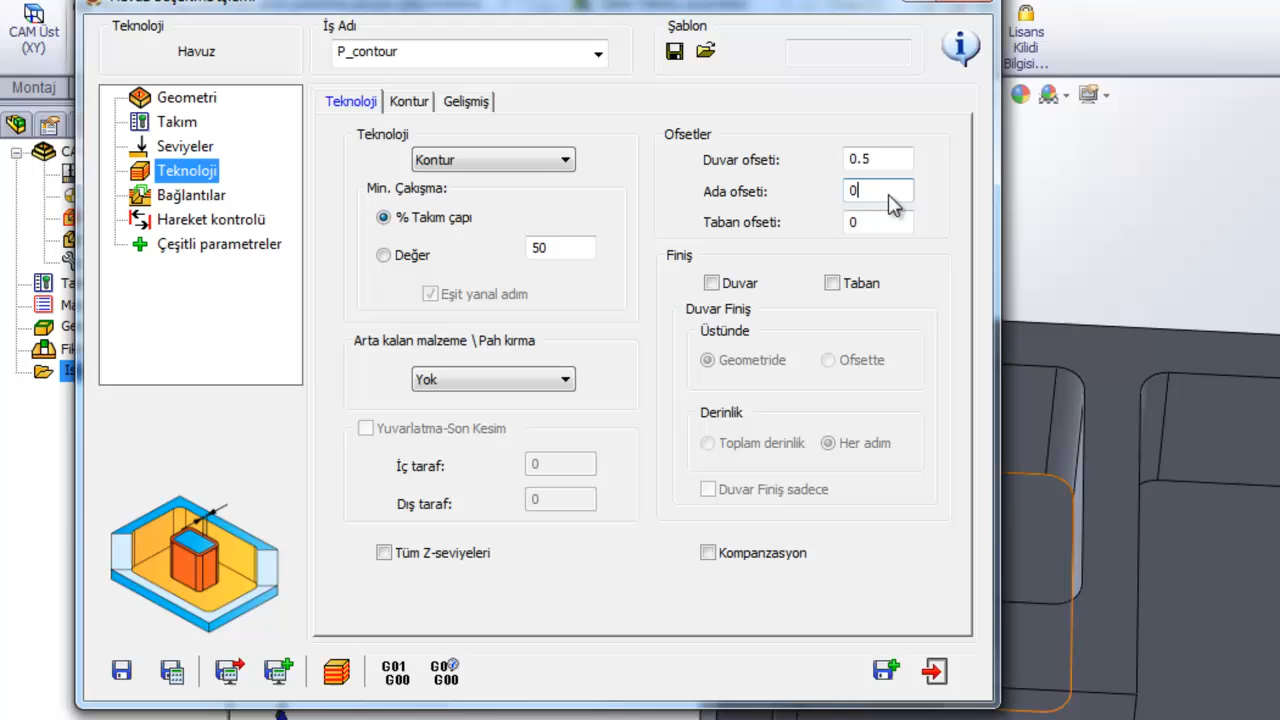 CAM Üst
(XY)
Montaj
Teknoloji
Havuz
İş Adı
P_contour
Şablon
Lisans
Kilidi
Bilgisi...
Geometri
Takım
Seviyeler
Teknoloji
Bağlantılar
Hareket kontrolü
Çeşitli parametreler
Teknoloji
Kontur
Gelişmiş
Teknoloji
Kontur
Min. Çakışma:
% Takım çapı
Değer
50
Eşit yanal adım
Arta kalan malzeme \Pah kırma
Yok
Yuvarlatma-Son Kesim
İç taraf:
0
Dış taraf:
0
Tüm Z-seviyeleri
Ofsetler
Duvar ofseti:
0.5
Ada ofseti:
0
Taban ofseti:
0
Finiş
Duvar
Taban
Duvar Finiş
Üstünde
Geometride
Ofsette
Derinlik
Toplam derinlik
Her adım
Duvar Finiş sadece
Kompanzasyon
G01
G00
G0
G00